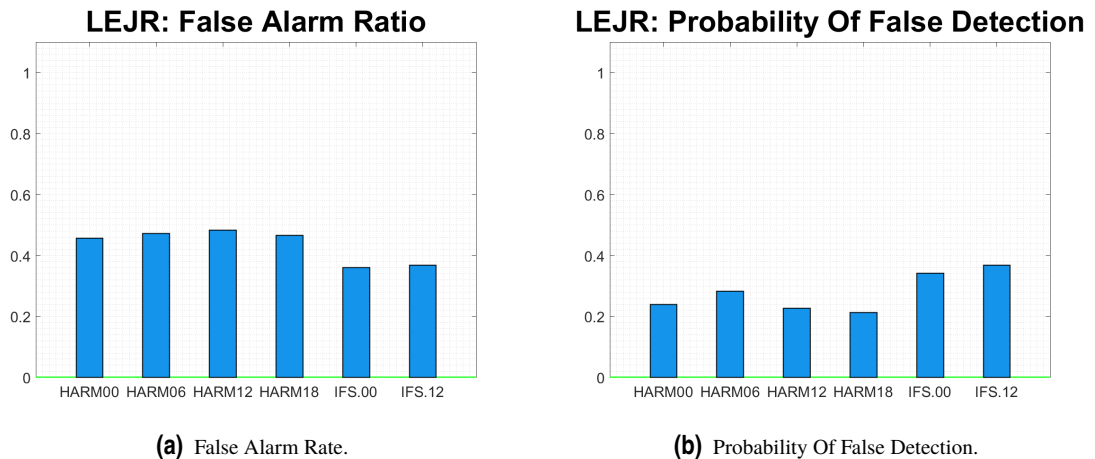 LEJR: False Alarm Ratio
1
0.8
0.6
0.4
0.2
0
HARM00 HARM06 HARM12 HARM18 IFS.00 IFS.12
(a) False Alarm Rate.
LEJR: Probability Of False Detection
1
0.8
0.6
0.4
0.2
0
HARM00 HARM06 HARM12 HARM18 IFS.00 IFS.12
(b) Probability Of False Detection.